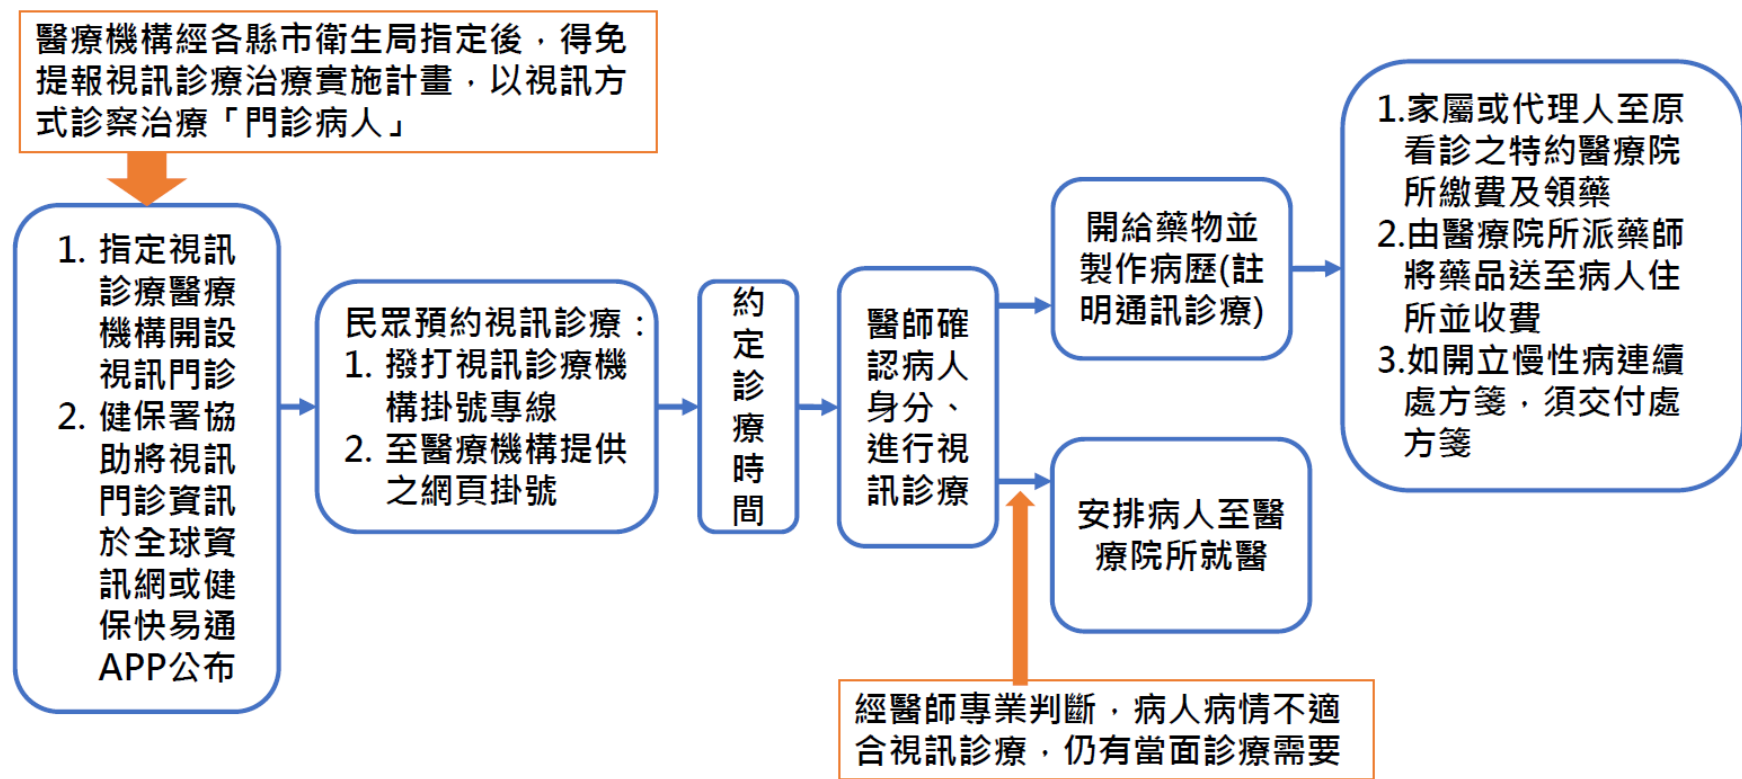 醫療機構經各縣市衛生局指定後，得免
提報視訊診療治療實施計畫，以視訊方
式診察治療「門診病人」
1. 指定視訊
診療醫療
機構開設
視訊門診
2. 健保署協
助將視訊
門診資訊
於全球資
訊網或健
保快易通
APP公布
民眾預約視訊診療：
1. 撥打視訊診療機
構掛號專線
2. 至醫療機構提供
之網頁掛號
約
定
診
療
時
間
醫師確
認病人
身分、
進行視
訊診療
開給藥物並
製作病歷(註
明通訊診療)
1.家屬或代理人至原
看診之特約醫療院
所繳費及領藥
2.由醫療院所派藥師
將藥品送至病人住
所並收費
3.如開立慢性病連續
處方箋，須交付處
方箋
安排病人至醫
療院所就醫
經醫師專業判斷，病人病情不適
合視訊診療，仍有當面診療需要